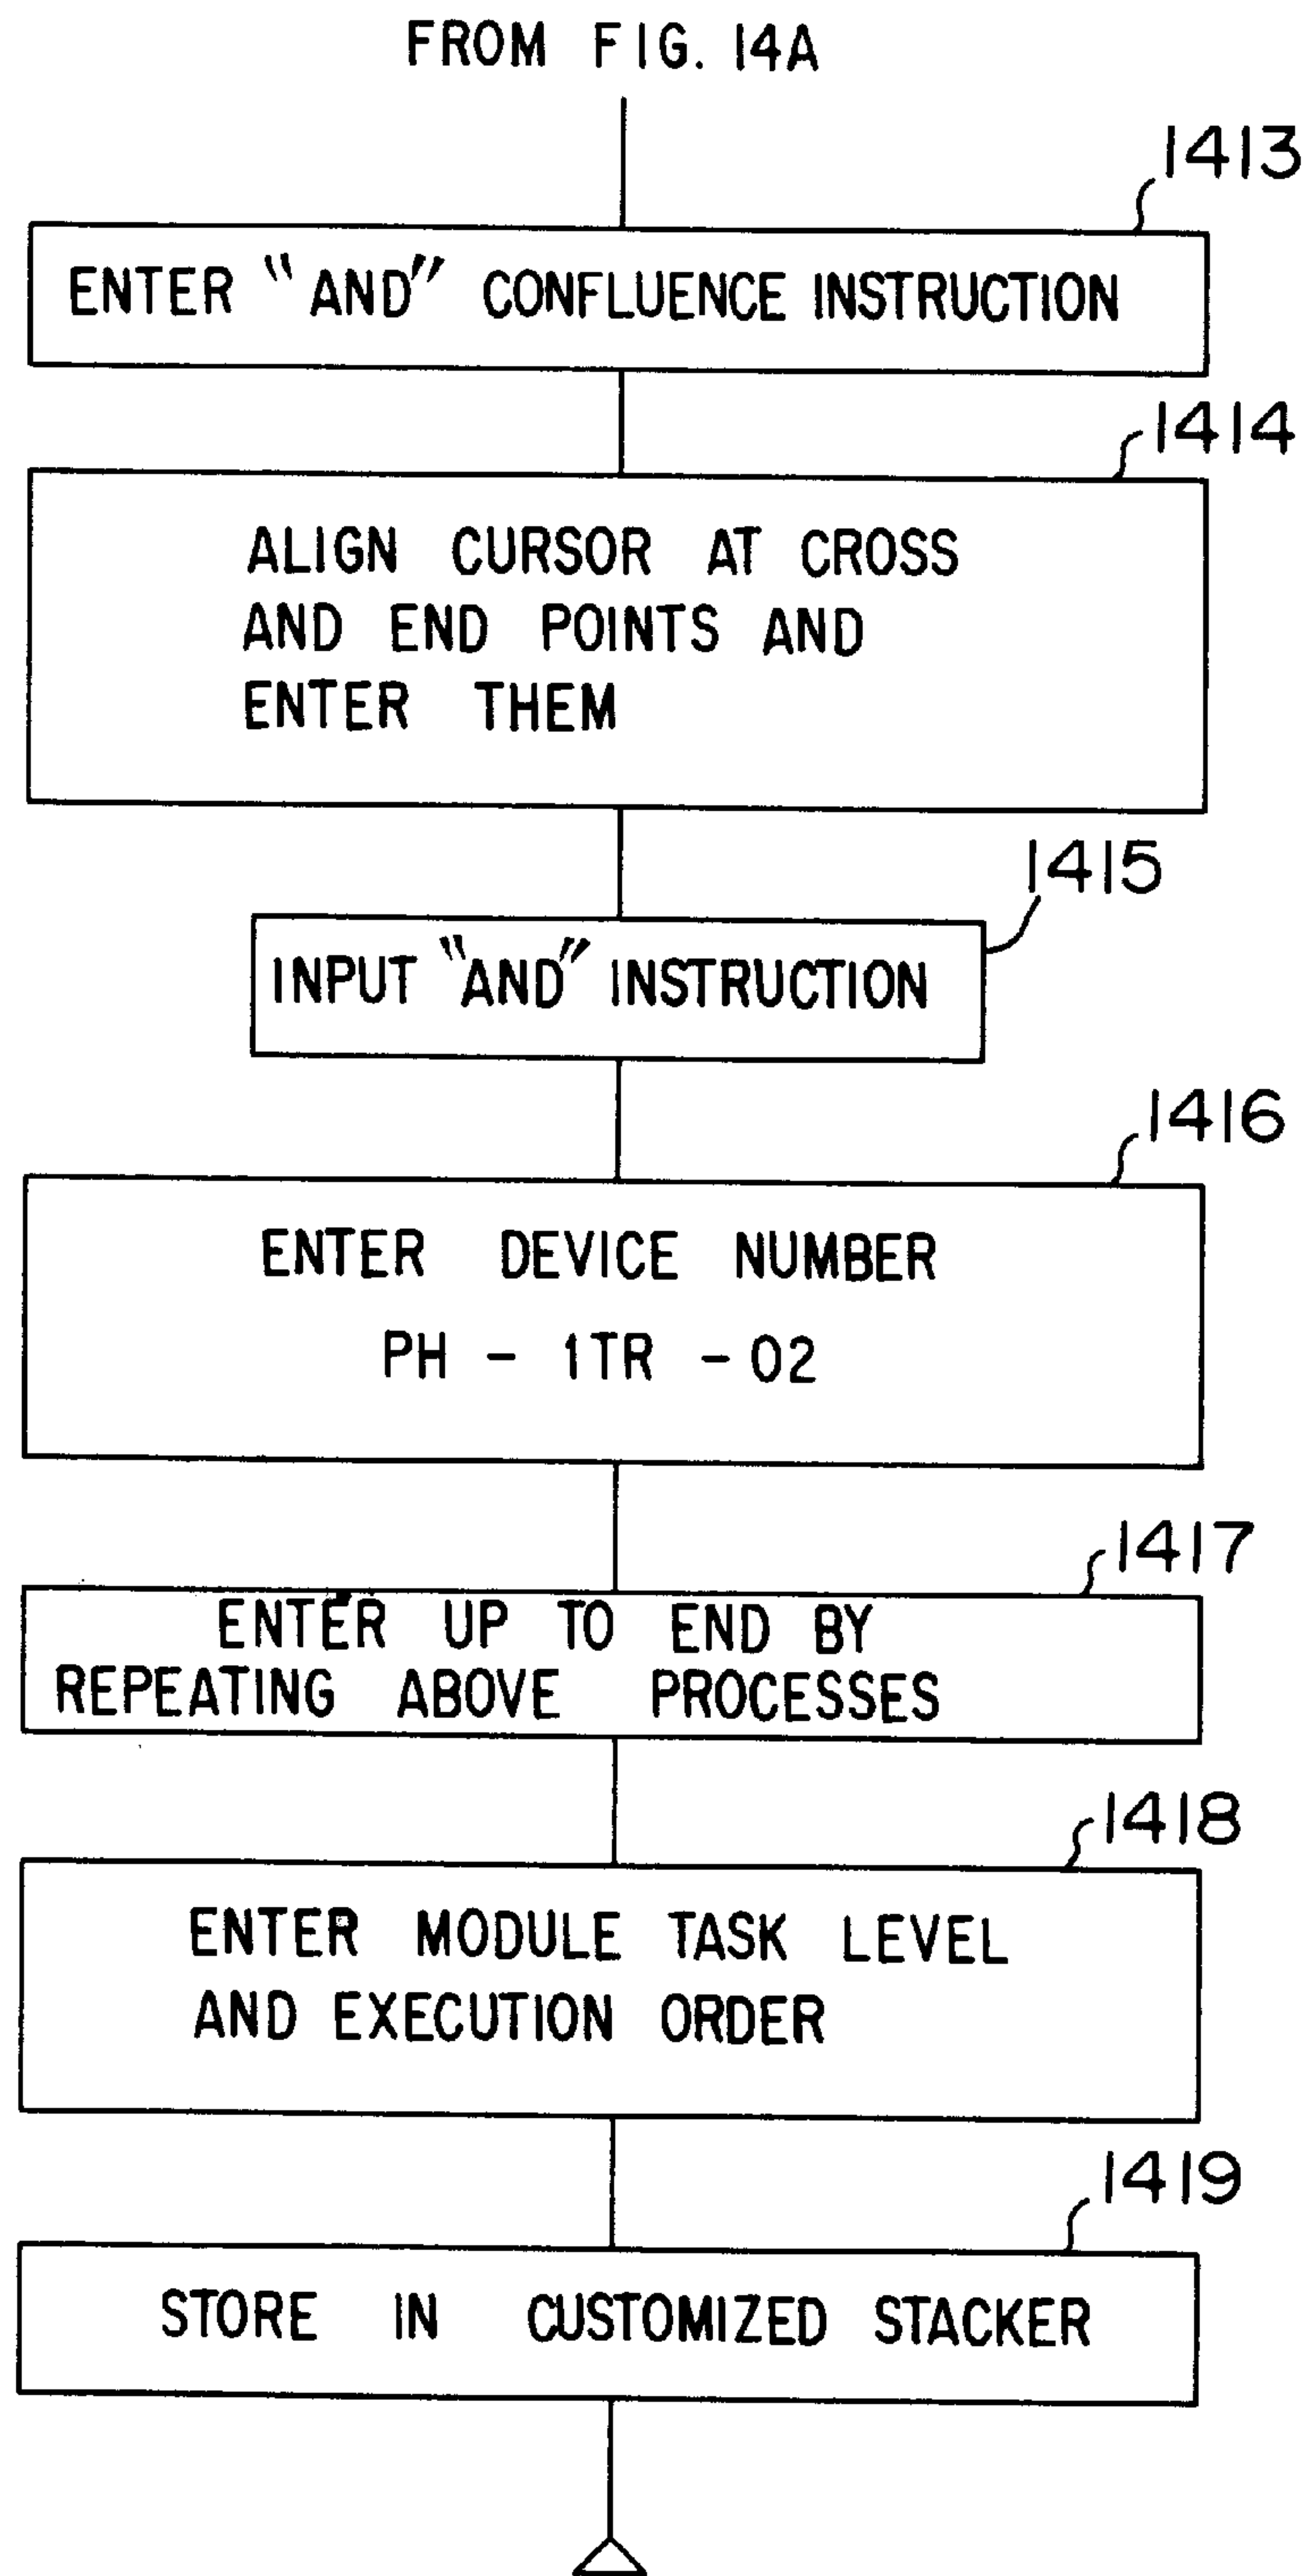 FROM FIG. 14A
1413
ENTER "AND" CONFLUENCE INSTRUCTION
1414
ALIGN CURSOR AT CROSS
AND END POINTS AND
ENTER THEM
1415
INPUT "AND" INSTRUCTION
1416
ENTER DEVICE NUMBER
PH - 1TR - 02
1417
ENTER UP TO END BY
REPEATING ABOVE PROCESSES
1418
ENTER MODULE TASK LEVEL
AND EXECUTION ORDER
1419
STORE IN CUSTOMIZED STACKER